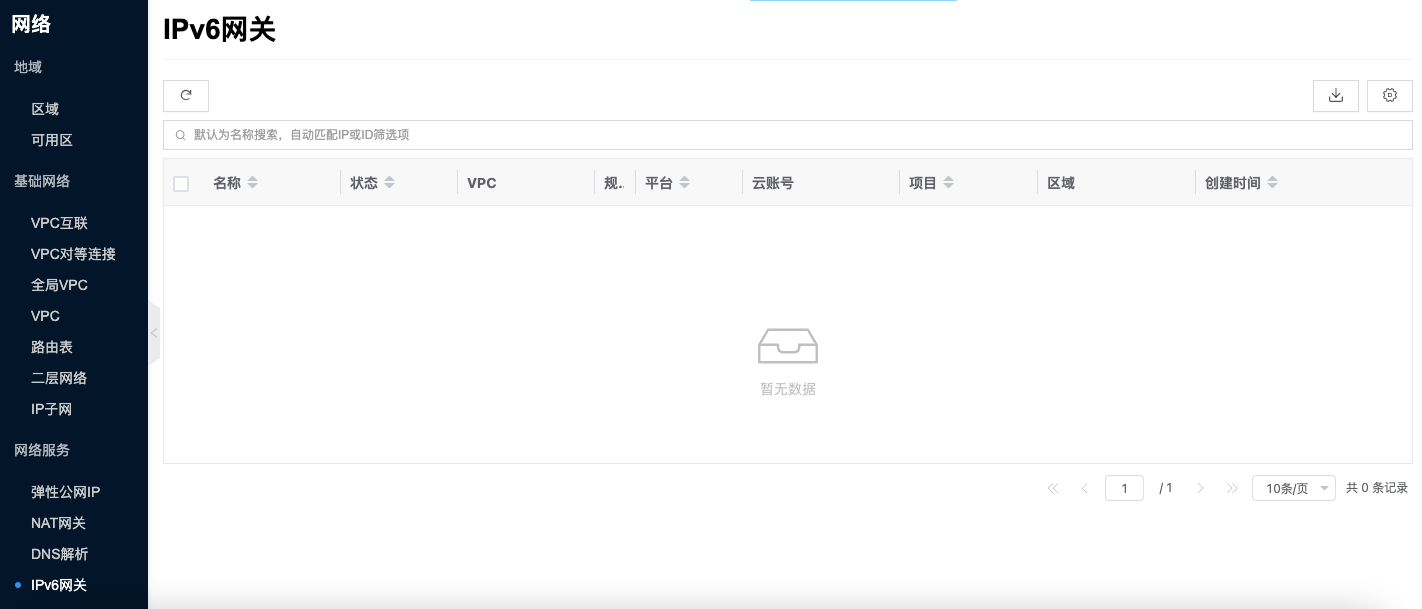 网络
地域
区域
可用区
基础网络
VPC互联
VPC对等连接
全局VPC
VPC
路由表
二层网络
IP子网
网络服务
弹性公网IP
NAT网关
DNS解析
IPv6网关
IPv6网关
默认为名称搜索，自动匹配IP或ID筛选项
名称 状态 VPC 规.. 平台 云账号 项目 区域 创建时间
暂无数据
1 / 1 10条/页 共 0 条记录